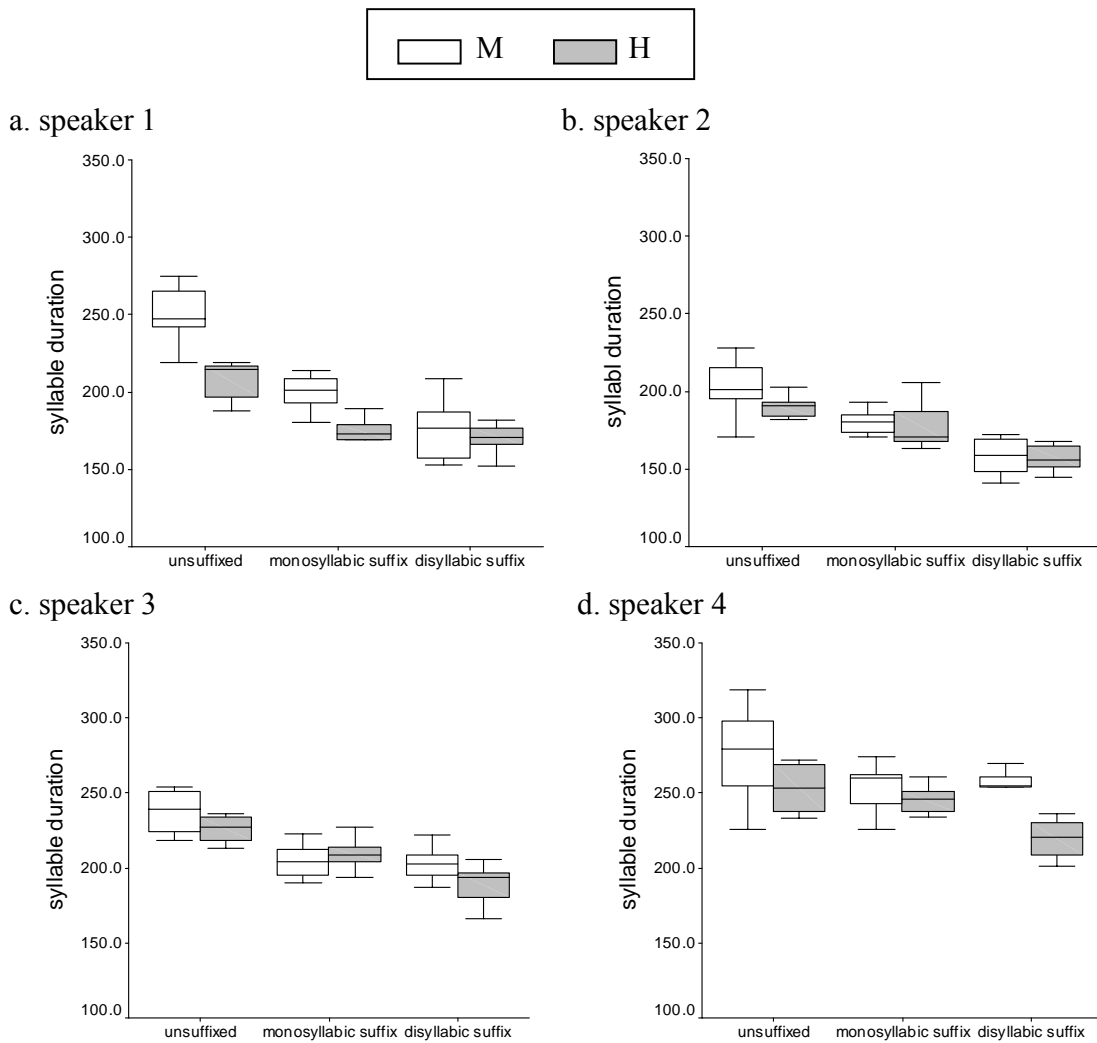 M H
a. speaker 1
350.0
300.0
250.0
200.0
150.0
100.0
syllable duration
unsuffixed monosyllabic suffix disyllabic suffix
b. speaker 2
350.0
300.0
250.0
200.0
150.0
100.0
syllabl duration
unsuffixed monosyllabic suffix disyllabic suffix
c. speaker 3
350.0
300.0
250.0
200.0
150.0
100.0
syllable duration
unsuffixed monosyllabic suffix disyllabic suffix
d. speaker 4
350.0
300.0
250.0
200.0
150.0
100.0
syllable duration
unsuffixed monosyllabic suffix disyllabic suffix